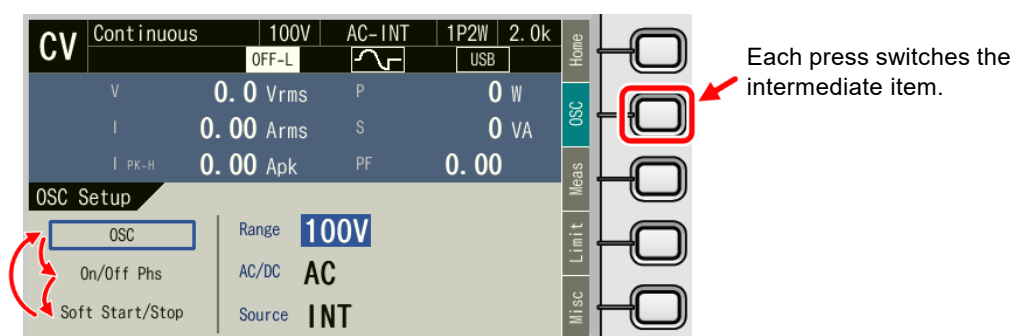 CV Continuous 100V AC-INT 1P2W 2.0k
OFF-L USB
V 0.0 Vrms P 0 W
I 0.00 Arms S 0 VA
I PK-H 0.00 Apk PF 0.00
OSC Setup
OSC Range 100V
On/Off Phs AC/DC AC
Soft Start/Stop Source INT
Home
OSC
Meas
Limit
Misc
Each press switches the
intermediate item.